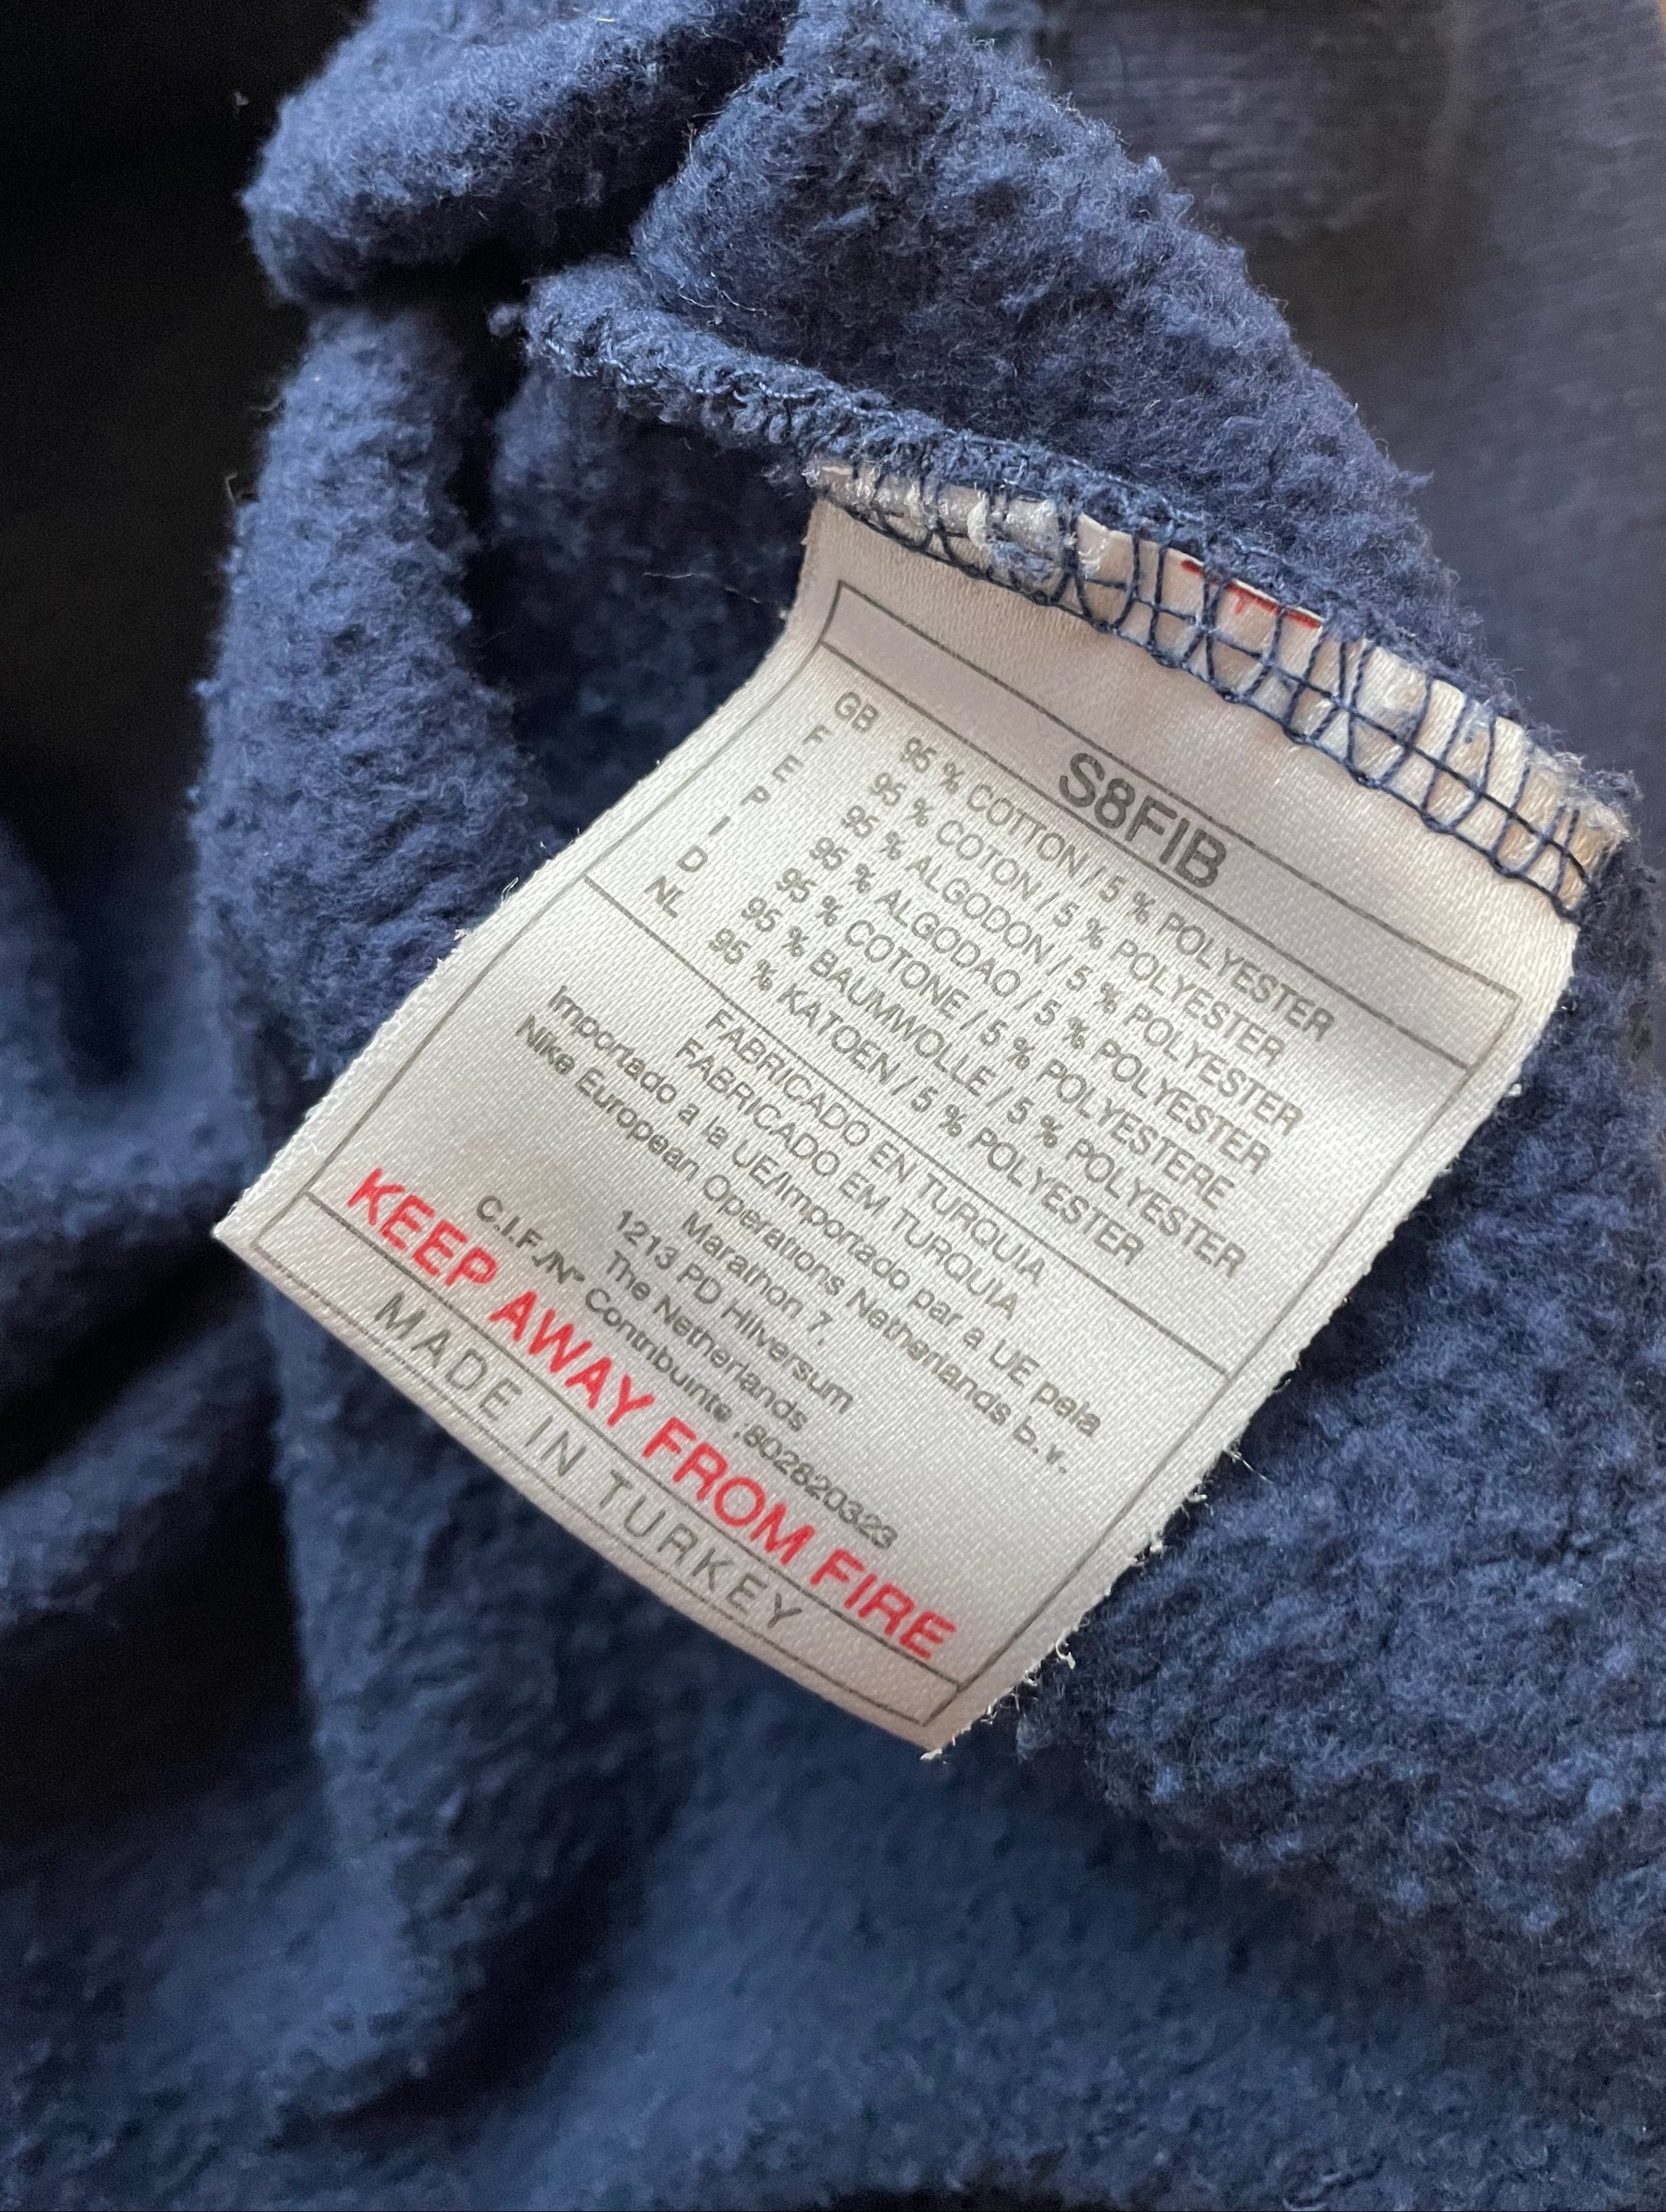 S8FIB
GB 95 % COTTON / 5 % POLYESTER
F 95 % COTON / 5 % POLYESTER
E 95 % ALGODON / 5 % POLYESTER
P 95 % ALGODAO / 5 % POLYESTER
I 95 % COTONE / 5 % POLYESTERE
D 95 % BAUMWOLLE / 5 % POLYESTER
NL 95 % KATOEN / 5 % POLYESTER
FABRICADO EN TURQUIA
FABRICADO EM TURQUIA
Importado a la UE/Importado par a UE pela
Nike European Operations Netherlands b.v.
Marathon 7.
1213 PD Hilversum
The Netherlands
C.I.F./N° Contribuinte .802820323
KEEP AWAY FROM FIRE
MADE IN TURKEY